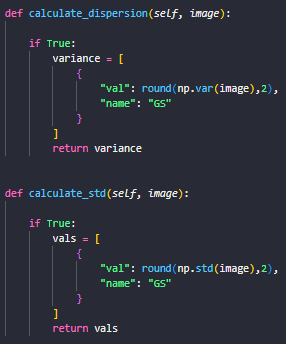 def calculate_dispersion(self, image):
if True:
variance = [
{
"val": round(np.var(image),2),
"name": "GS"
}
]
return variance
def calculate_std(self, image):
if True:
vals = [
{
"val": round(np.std(image),2),
"name": "GS"
}
]
return vals